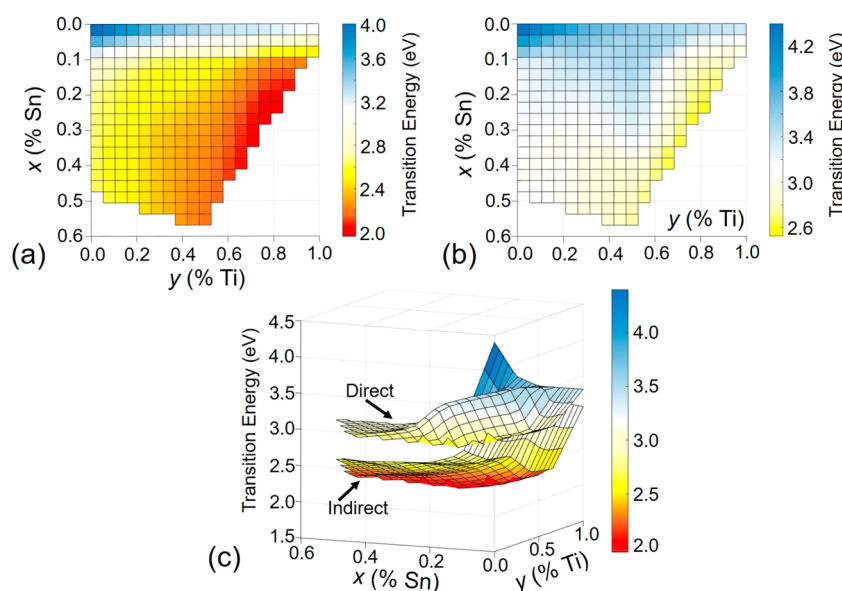 0.0
0.1
0.2
0.3
0.4
0.5
0.6
x (% Sn)
0.0 0.2 0.4 0.6 0.8 1.0
y (% Ti)
(a)
4.0
3.6
3.2
2.8
2.4
2.0
Transition Energy (eV)
0.0
0.1
0.2
0.3
0.4
0.5
0.6
x (% Sn)
0.0 0.2 0.4 0.6 0.8 1.0
y (% Ti)
(b)
4.2
3.8
3.4
3.0
2.6
Transition Energy (eV)
4.5
4.0
3.5
3.0
2.5
2.0
1.5
Transition Energy (eV)
Direct
Indirect
0.6 0.4 0.2 0.0
x (% Sn)
0.5 1.0
y (% Ti)
(c)
4.0
3.5
3.0
2.5
2.0